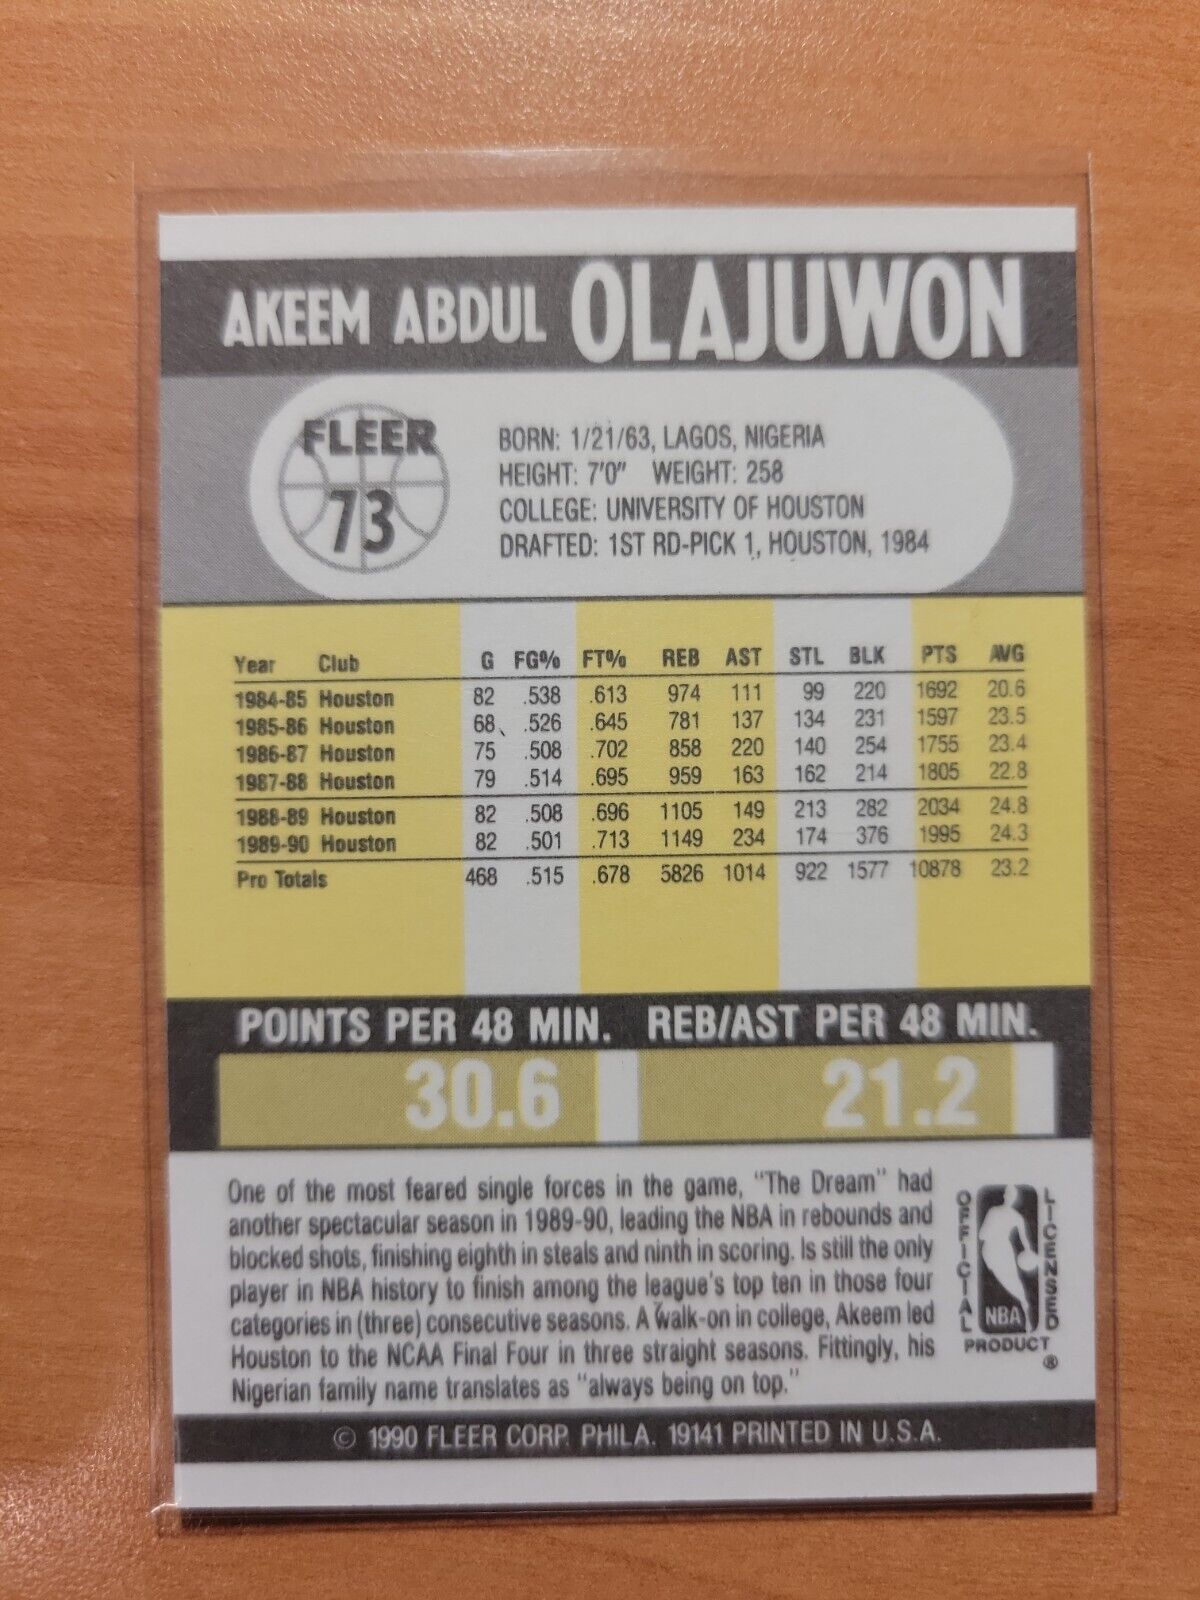 AKEEM ABDUL OLAJUWON
FLEER
73
BORN: 1/21/63, LAGOS, NIGERIA
HEIGHT: 7'0" WEIGHT: 258
COLLEGE: UNIVERSITY OF HOUSTON
DRAFTED: 1ST RD-PICK 1, HOUSTON, 1984
Year Club G FG% FT% REB AST STL BLK PTS AVG
1984-85 Houston 82 .538 .613 974 111 99 220 1692 20.6
1985-86 Houston 68 .526 .645 781 137 134 231 1597 23.5
1986-87 Houston 75 .508 .702 858 220 140 254 1755 23.4
1987-88 Houston 79 .514 .695 959 163 162 214 1805 22.8
1988-89 Houston 82 .508 .696 1105 149 213 282 2034 24.8
1989-90 Houston 82 .501 .713 1149 234 174 376 1995 24.3
Pro Totals 468 .515 .678 5826 1014 922 1577 10878 23.2
POINTS PER 48 MIN. REB/AST PER 48 MIN.
30.6 21.2
One of the most feared single forces in the game, "The Dream" had
another spectacular season in 1989-90, leading the NBA in rebounds and
blocked shots, finishing eighth in steals and ninth in scoring. Is still the only
player in NBA history to finish among the league's top ten in those four
categories in (three) consecutive seasons. A walk-on in college, Akeem led
Houston to the NCAA Final Four in three straight seasons. Fittingly, his
Nigerian family name translates as "always being on top."
OFFICIAL
LICENSED
NBA
PRODUCT
®
© 1990 FLEER CORP. PHILA. 19141 PRINTED IN U.S.A.